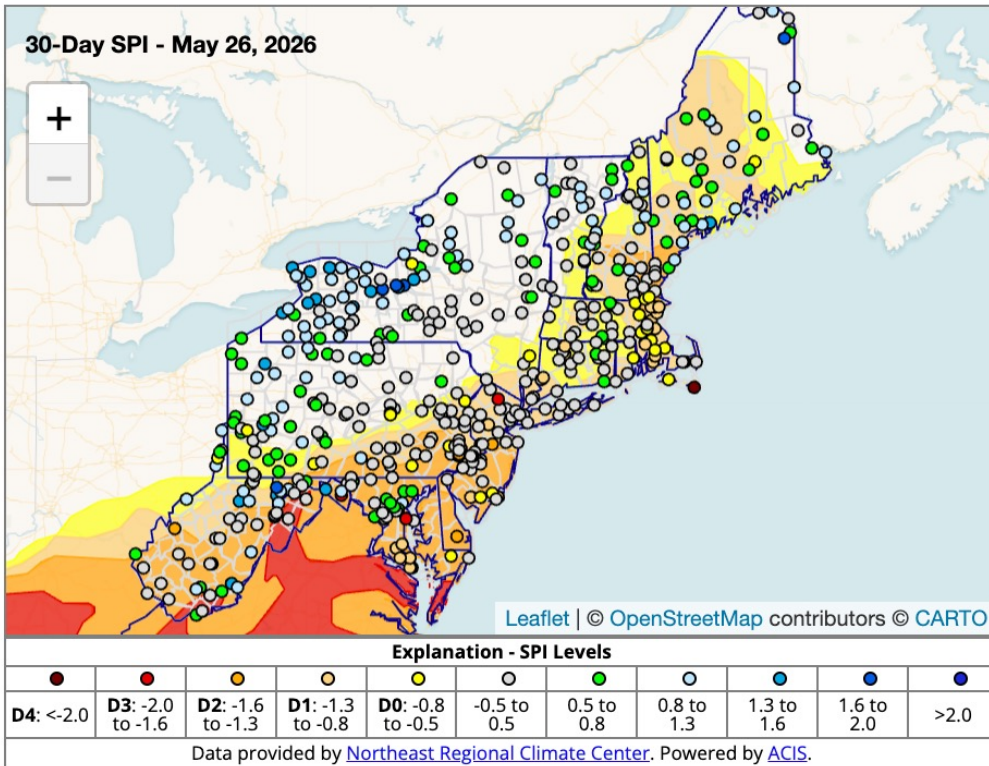 30-Day SPI - May 26, 2026
+
−
Leaflet | © OpenStreetMap contributors © CARTO
Explanation - SPI Levels
D4: <-2.0
D3: -2.0
to -1.6
D2: -1.6
to -1.3
D1: -1.3
to -0.8
D0: -0.8
to -0.5
-0.5 to
0.5
0.5 to
0.8
0.8 to
1.3
1.3 to
1.6
1.6 to
2.0
>2.0
Data provided by Northeast Regional Climate Center. Powered by ACIS.